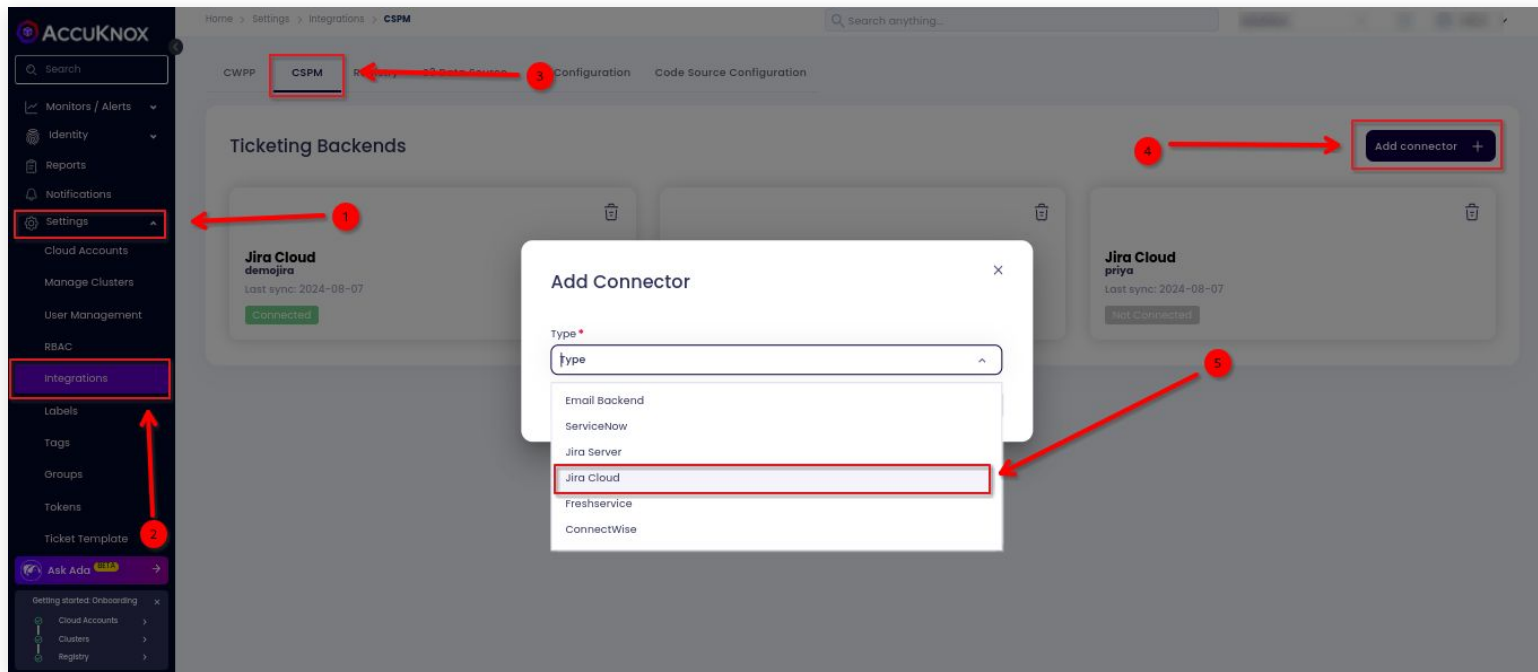 ACCUKNOX
Search
Monitors / Alerts
Identity
Reports
Notifications
Settings
Cloud Accounts
Manage Clusters
User Management
RBAC
Integrations
Labels
Tags
Groups
Tokens
Ticket Template
Ask Ada BETA
Getting started: Onboarding
Cloud Accounts
Clusters
Registry
Home > Settings > Integrations > CSPM
Search anything...
CWPP CSPM Registry S3 Data Source Configuration Code Source Configuration
3
Ticketing Backends
4
Add connector +
1
2
5
Jira Cloud
demojira
Last sync: 2024-08-07
Connected
Jira Cloud
priya
Last sync: 2024-08-07
Not Connected
Add Connector
Type *
Type
Email Backend
ServiceNow
Jira Server
Jira Cloud
Freshservice
ConnectWise